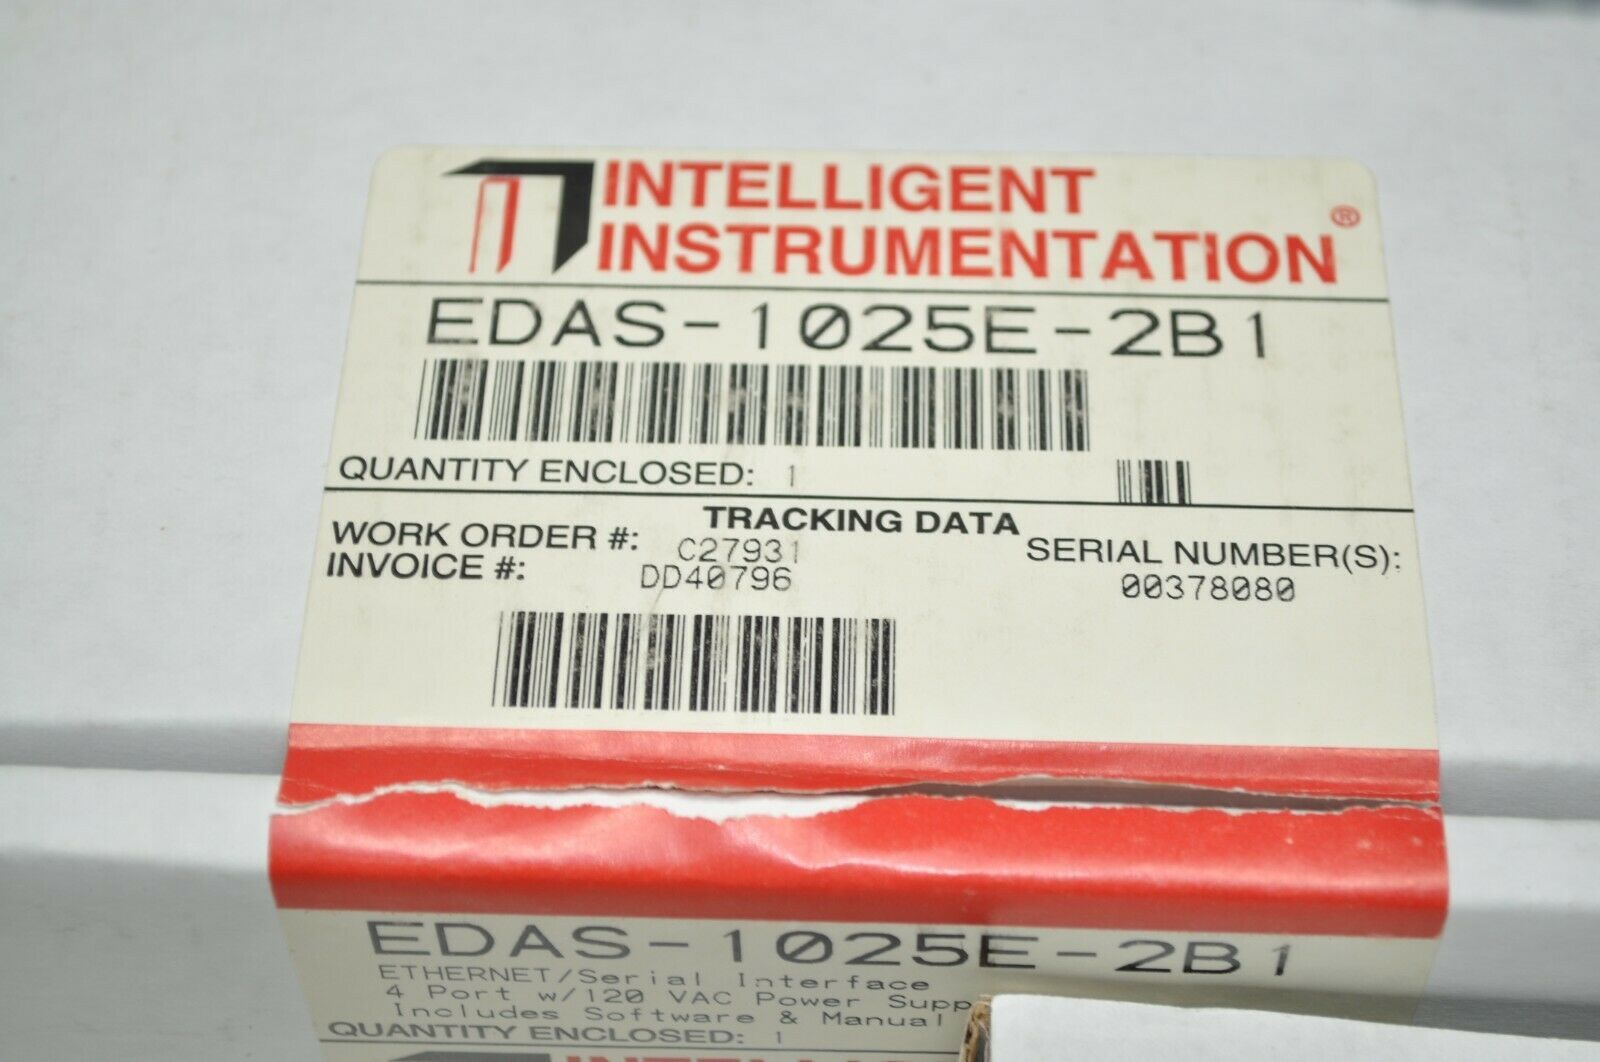 INTELLIGENT
INSTRUMENTATION®
EDAS-1025E-2B1
QUANTITY ENCLOSED: 1
TRACKING DATA
WORK ORDER #: C27931
INVOICE #: DD40796
SERIAL NUMBER(S):
00378080
EDAS-1025E-2B1
ETHERNET/Serial Interface
4 Port w/120 VAC Power Supp
Includes Software & Manual
QUANTITY ENCLOSED: 1